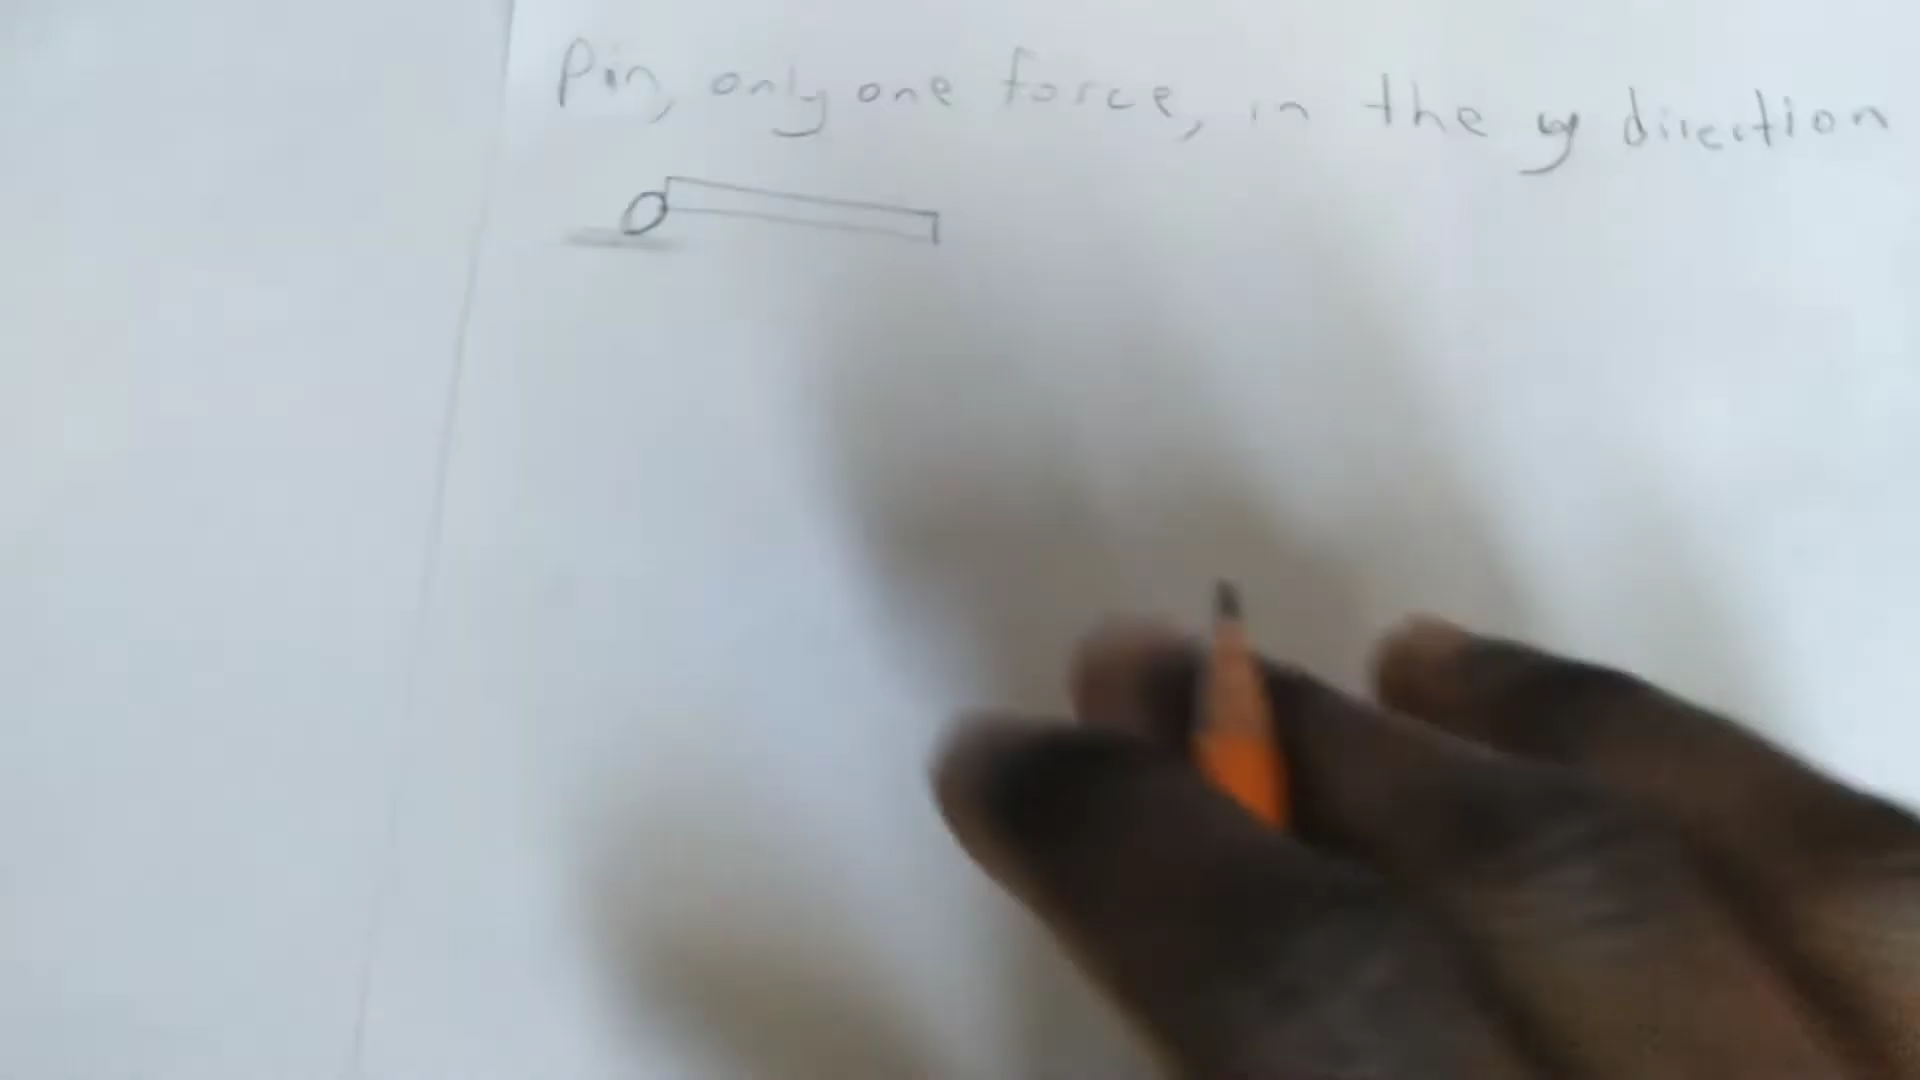 Pin, only one force, in the y direction